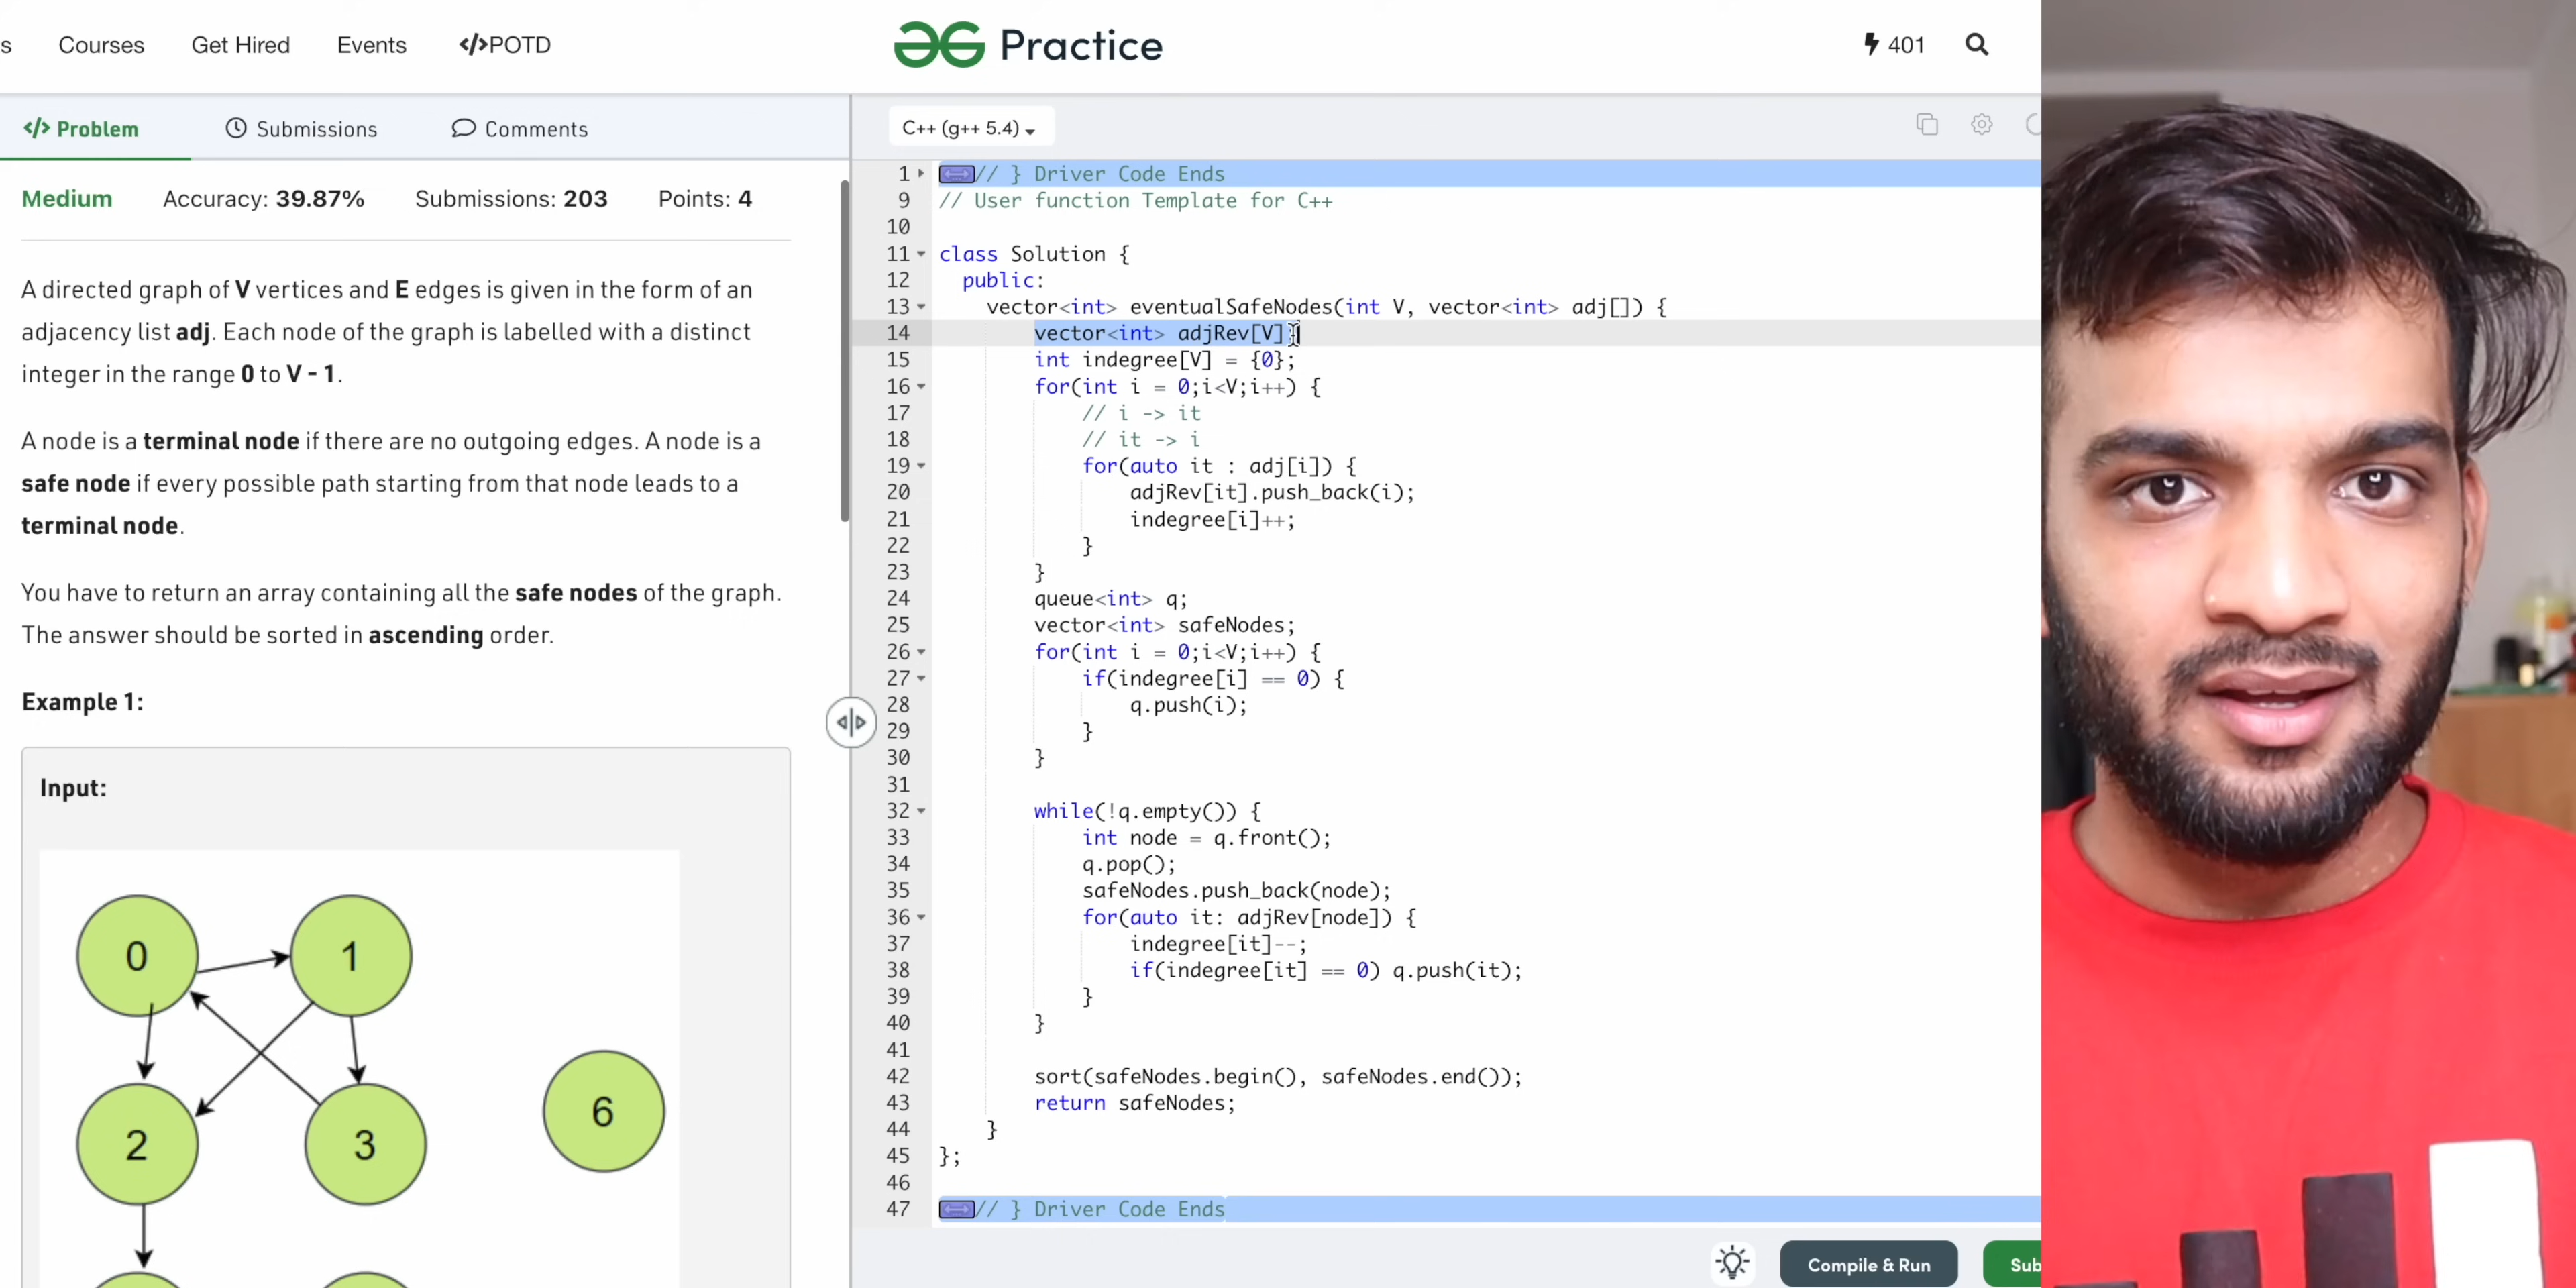 s Courses Get Hired Events </>POTD
Practice
401
</> Problem Submissions Comments
Medium Accuracy: 39.87% Submissions: 203 Points: 4
A directed graph of V vertices and E edges is given in the form of an
adjacency list adj. Each node of the graph is labelled with a distinct
integer in the range 0 to V - 1.
A node is a terminal node if there are no outgoing edges. A node is a
safe node if every possible path starting from that node leads to a
terminal node.
You have to return an array containing all the safe nodes of the graph.
The answer should be sorted in ascending order.
Example 1:
Input:
0
1
2
3
6
C++ (g++ 5.4)
1 // } Driver Code Ends
9 // User function Template for C++
10
11 class Solution {
12 public:
13 vector<int> eventualSafeNodes(int V, vector<int> adj[]) {
14 vector<int> adjRev[V];
15 int indegree[V] = {0};
16 for(int i = 0;i<V;i++) {
17 // i -> it
18 // it -> i
19 for(auto it : adj[i]) {
20 adjRev[it].push_back(i);
21 indegree[i]++;
22 }
23 }
24 queue<int> q;
25 vector<int> safeNodes;
26 for(int i = 0;i<V;i++) {
27 if(indegree[i] == 0) {
28 q.push(i);
29 }
30 }
31
32 while(!q.empty()) {
33 int node = q.front();
34 q.pop();
35 safeNodes.push_back(node);
36 for(auto it: adjRev[node]) {
37 indegree[it]--;
38 if(indegree[it] == 0) q.push(it);
39 }
40 }
41
42 sort(safeNodes.begin(), safeNodes.end());
43 return safeNodes;
44 }
45 };
46
47 // } Driver Code Ends
Compile & Run
Sub